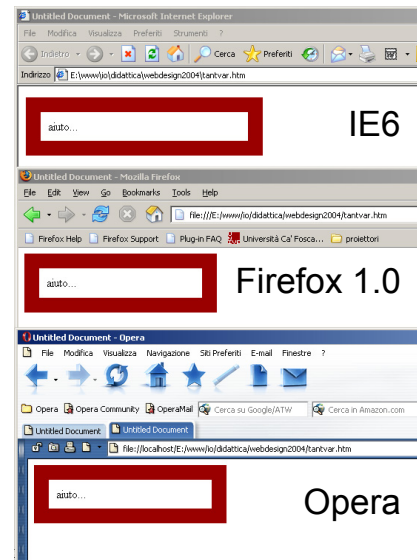 Untitled Document - Microsoft Internet Explorer
File Modifica Visualizza Preferiti Strumenti ?
Indietro Cerca Preferiti
Indirizzo E:\www\io\didattica\webdesign2004\tantvar.htm
aiuto...
IE6
Untitled Document - Mozilla Firefox
File Edit View Go Bookmarks Tools Help
file:///E:/www/io/didattica/webdesign2004/tantvar.htm
Firefox Help Firefox Support Plug-in FAQ Università Ca' Fosca... proiettori
aiuto...
Firefox 1.0
Untitled Document - Opera
File Modifica Visualizza Navigazione Siti Preferiti E-mail Finestre ?
Opera Opera Community OperaMail Cerca su Google/ATW Cerca in Amazon.com
Untitled Document Untitled Document
file://localhost/E:/www/io/didattica/webdesign2004/tantvar.htm
aiuto...
Opera